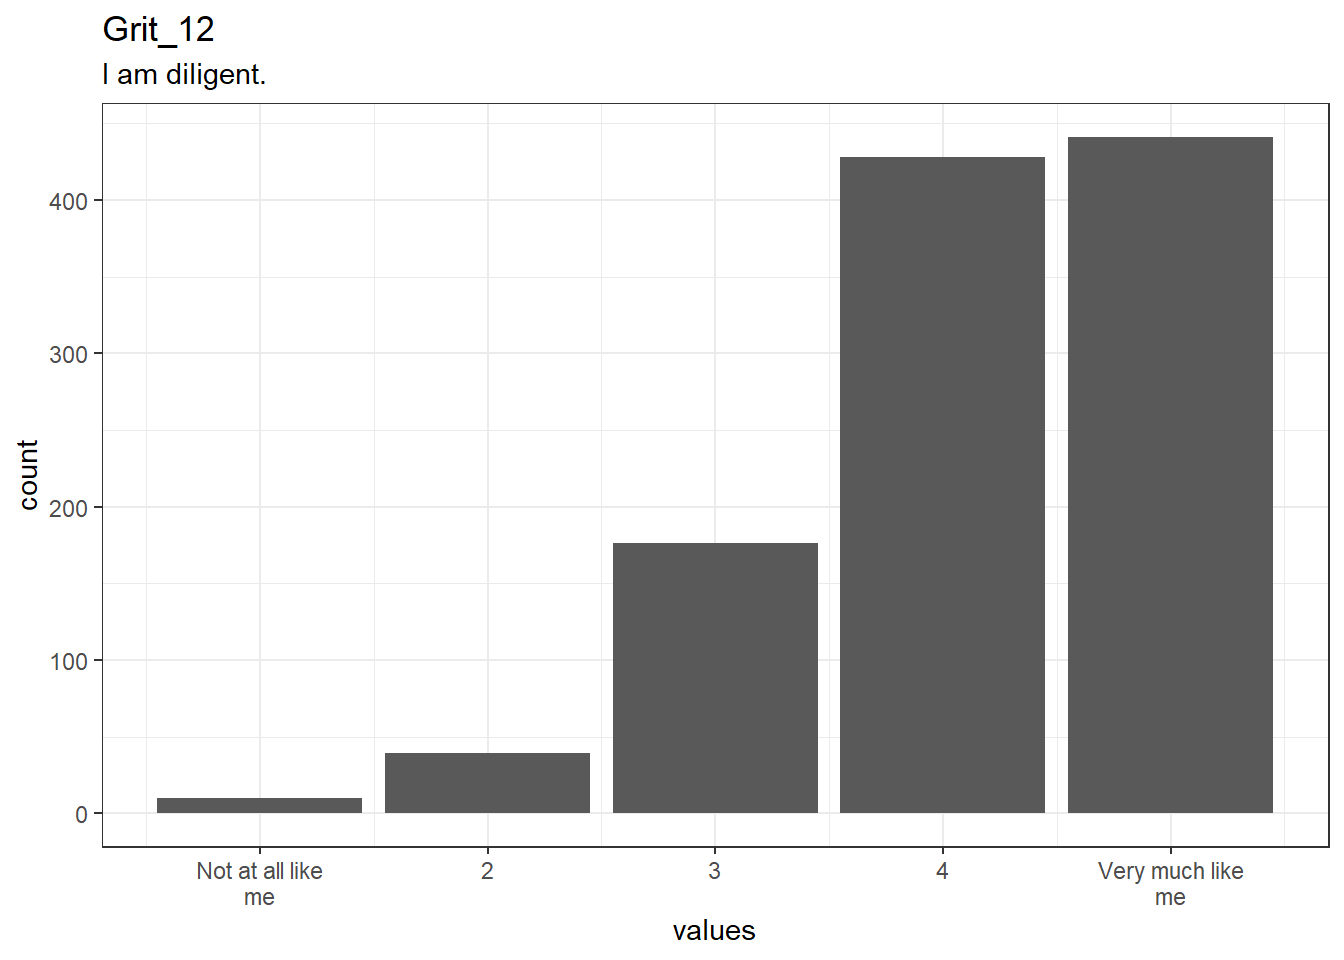 Grit_12
I am diligent.
count
400
300
200
100
0
Not at all like
me
2
3
4
Very much like
me
values